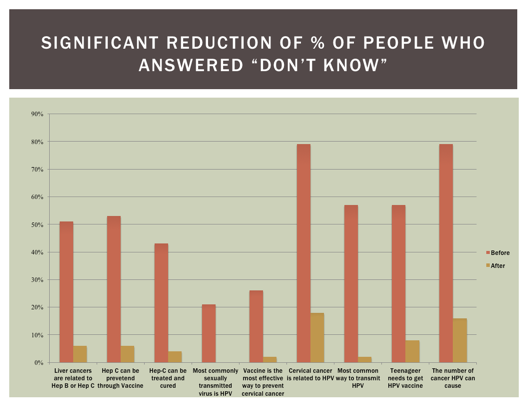 SIGNIFICANT REDUCTION OF % OF PEOPLE WHO
ANSWERED “DON’T KNOW”
90%
80%
70%
60%
50%
40%
30%
20%
10%
0%
Before
After
Liver cancers
are related to
Hep B or Hep C
Hep C can be
prevetend
through Vaccine
Hep-C can be
treated and
cured
Most commonly
sexually
transmitted
virus is HPV
Vaccine is the
most effective
way to prevent
cervical cancer
Cervical cancer
is related to HPV
Most common
way to transmit
HPV
Teenager
needs to get
HPV vaccine
The number of
cancer HPV can
cause